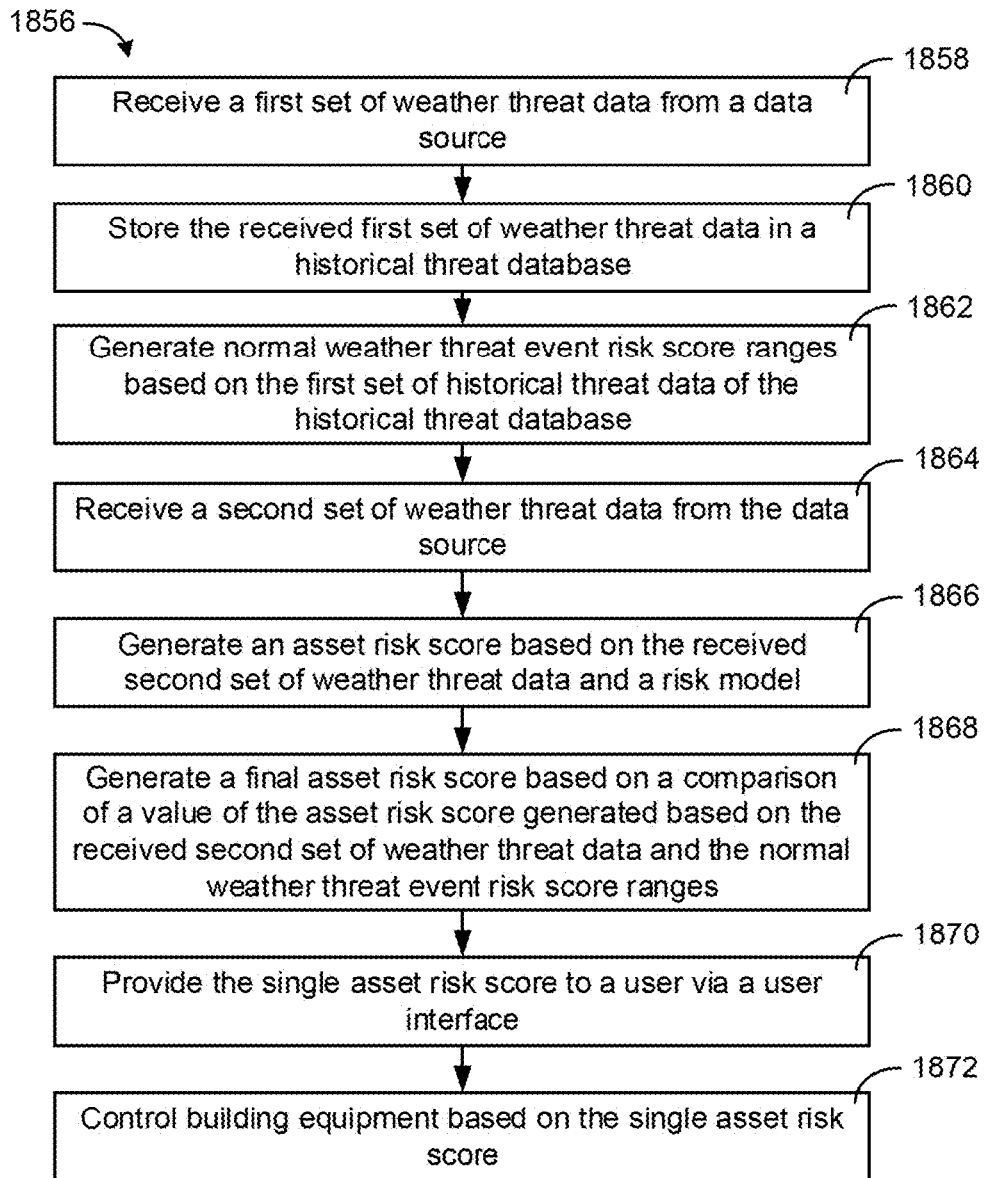 1856
1858
Receive a first set of weather threat data from a data
source
1860
Store the received first set of weather threat data in a
historical threat database
1862
Generate normal weather threat event risk score ranges
based on the first set of historical threat data of the
historical threat database
1864
Receive a second set of weather threat data from the data
source
1866
Generate an asset risk score based on the received
second set of weather threat data and a risk model
1868
Generate a final asset risk score based on a comparison
of a value of the asset risk score generated based on the
received second set of weather threat data and the normal
weather threat event risk score ranges
1870
Provide the single asset risk score to a user via a user
interface
1872
Control building equipment based on the single asset risk
score